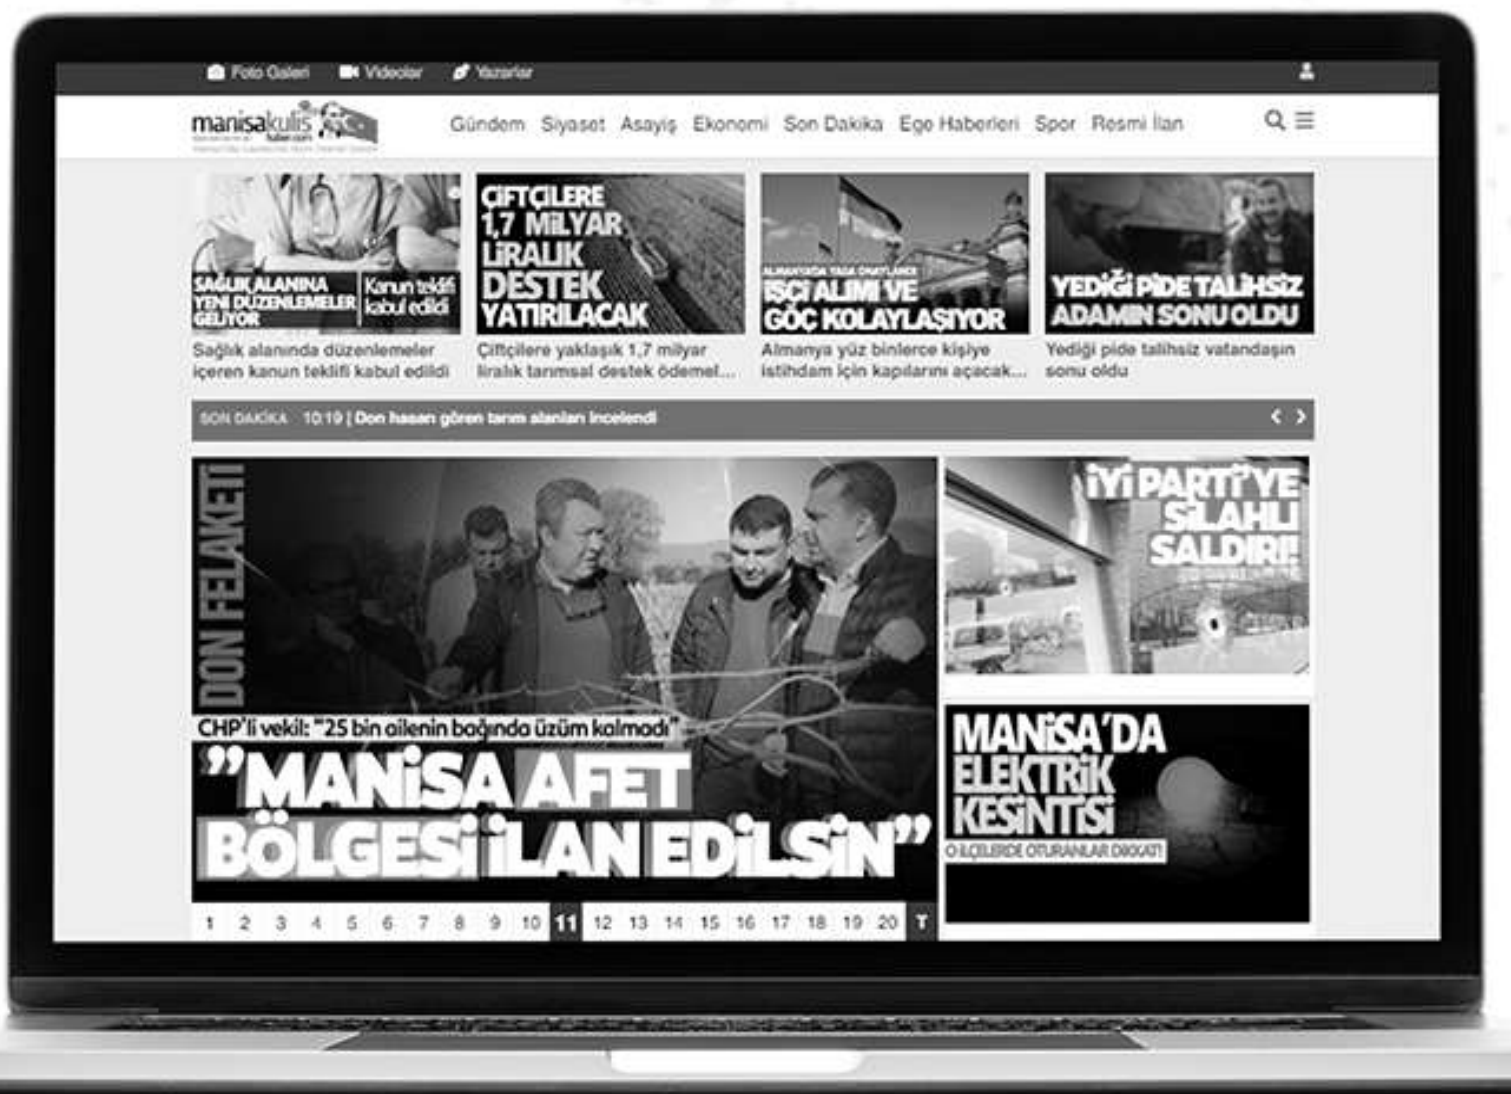 Foto Galeri Videolar Yazarlar
manisakulis
haber.com
Gündem Siyaset Asayiş Ekonomi Son Dakika Ege Haberleri Spor Resmi İlan
SAĞLIK ALANINA
YENİ DÜZENLEMELER
GELİYOR
Kanun teklifi
kabul edildi
Sağlık alanında düzenlemeler
içeren kanun teklifi kabul edildi
ÇİFTÇİLERE
1,7 MİLYAR
LİRALIK
DESTEK
YATIRILACAK
Çiftçilere yaklaşık 1,7 milyar
liralık tarımsal destek ödemel...
ALMANYA'DA YASA ONAYLANDI
İŞÇİ ALIMI VE
GÖÇ KOLAYLAŞIYOR
Almanya yüz binlerce kişiye
istihdam için kapılarını açacak...
YEDİĞİ PİDE TALİHSİZ
ADAMIN SONU OLDU
Yediği pide talihsiz vatandaşın
sonu oldu
SON DAKİKA 10:19 | Don hasarı gören tarım alanları incelendi
DON FELAKETİ
CHP'li vekil: "25 bin ailenin bağında üzüm kalmadı"
"MANİSA AFET
BÖLGESİ İLAN EDİLSİN"
1 2 3 4 5 6 7 8 9 10 11 12 13 14 15 16 17 18 19 20 T
İYİ PARTİ'YE
SİLAHLI
SALDIRI!
MANİSA'DA
ELEKTRİK
KESİNTİSİ
O İLÇELERDE OTURANLAR DİKKAT!